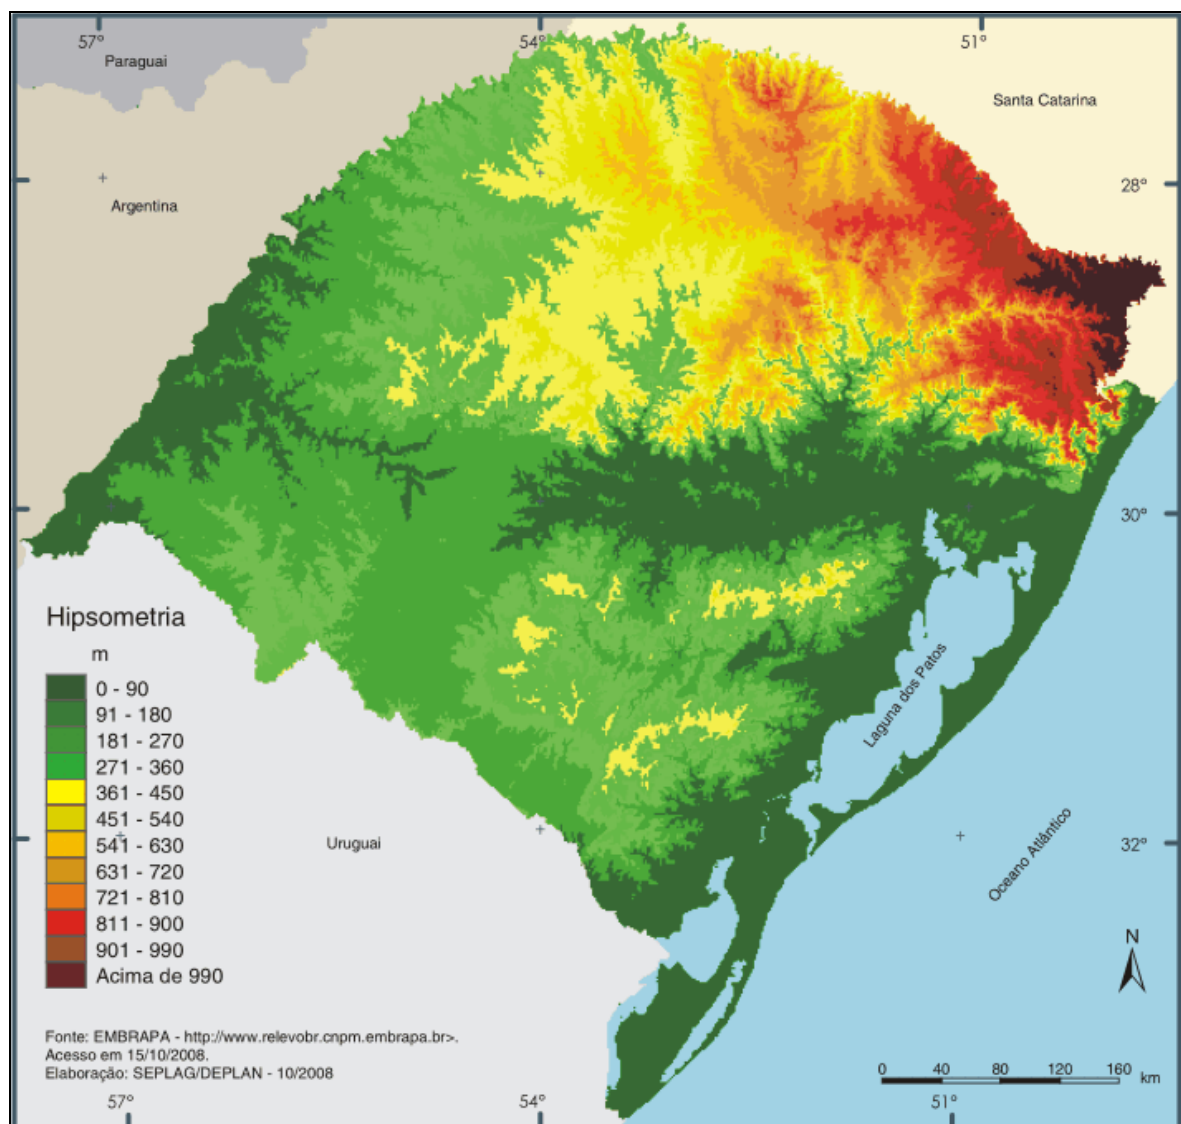 57°
54°
51°
Paraguai
Santa Catarina
28°
Argentina
30°
Hipsometria
m
0 - 90
91 - 180
181 - 270
271 - 360
361 - 450
451 - 540
541 - 630
631 - 720
721 - 810
811 - 900
901 - 990
Acima de 990
Laguna dos Patos
Uruguai
32°
Oceano Atlântico
N
Fonte: EMBRAPA - http://www.relevobr.cnpm.embrapa.br>.
Acesso em 15/10/2008.
Elaboração: SEPLAG/DEPLAN - 10/2008
0 40 80 120 160 km
57°
54°
51°